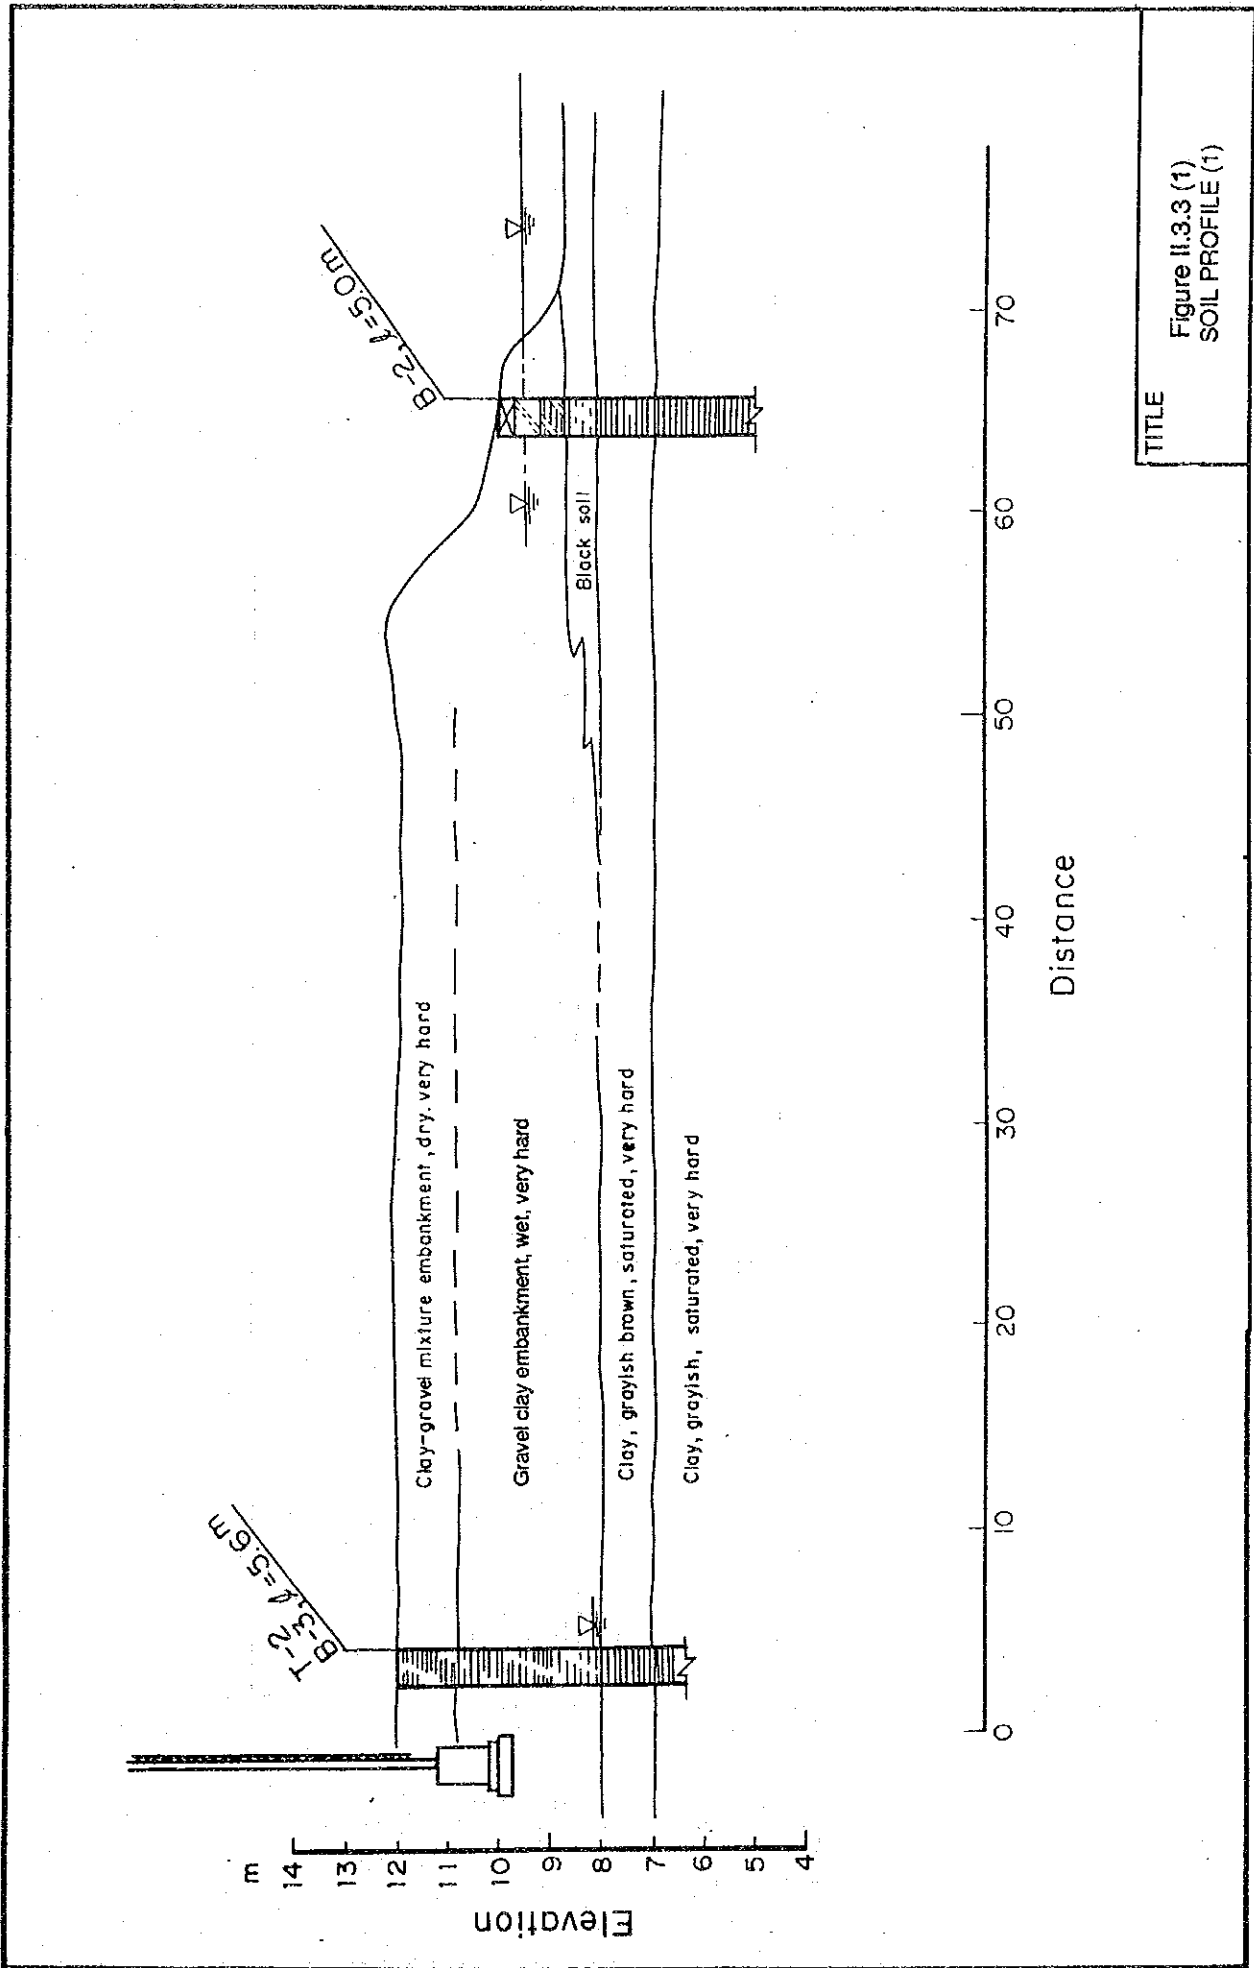 T-2
B-3, ℓ=5.6m
B-2, ℓ=5.0m
m
14
13
12
11
10
9
8
7
6
5
4
Elevation
Clay-gravel mixture embankment, dry, very hard
Gravel clay embankment, wet, very hard
Black soil
Clay, grayish brown, saturated, very hard
Clay, grayish, saturated, very hard
0
10
20
30
40
50
60
70
Distance
TITLE
Figure II.3.3 (1)
SOIL PROFILE (1)